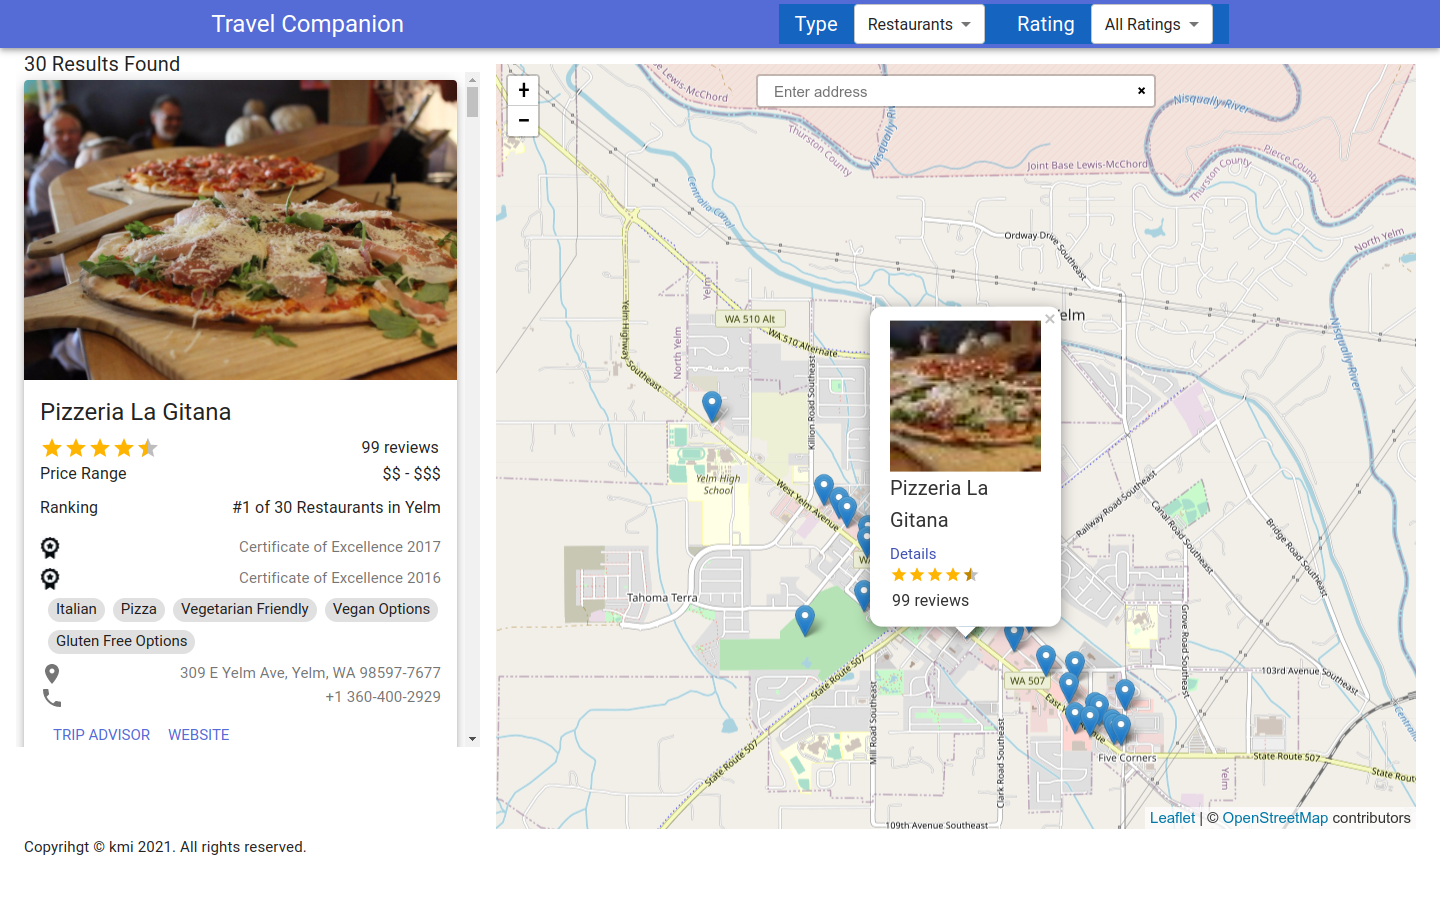 Travel Companion
Type
Restaurants
Rating
All Ratings
30 Results Found
Pizzeria La Gitana
99 reviews
Price Range
$$ - $$$
Ranking
#1 of 30 Restaurants in Yelm
Certificate of Excellence 2017
Certificate of Excellence 2016
Italian
Pizza
Vegetarian Friendly
Vegan Options
Gluten Free Options
309 E Yelm Ave, Yelm, WA 98597-7677
+1 360-400-2929
TRIP ADVISOR
WEBSITE
+
−
Enter address
×
Lewis-McChord
Thurston County
Nisqually River
Nisqually River
Joint Base Lewis-McChord
Pierce County
Thurston County
Centralia Canal
Ordway Drive Southeast
North Yelm
Yelm
WA 510 Alt
WA 510 Alternate
Yelm Highway Southeast
North Yelm
Killion Road Southeast
Nisqually River
Yelm High
School
West Yelm Avenue
×
Pizzeria La
Gitana
Details
99 reviews
Railway Road Southeast
Canal Road Southeast
Bridge Road Southeast
Grove Road Southeast
Tahoma Terra
State Route 507
WA 507
103rd Avenue Southeast
Mill Road Southeast
Clark Road Southeast
Five Corners
State Route 507
State Route 507
Yelm
109th Avenue Southeast
Leaflet | © OpenStreetMap contributors
Copyrihgt © kmi 2021. All rights reserved.